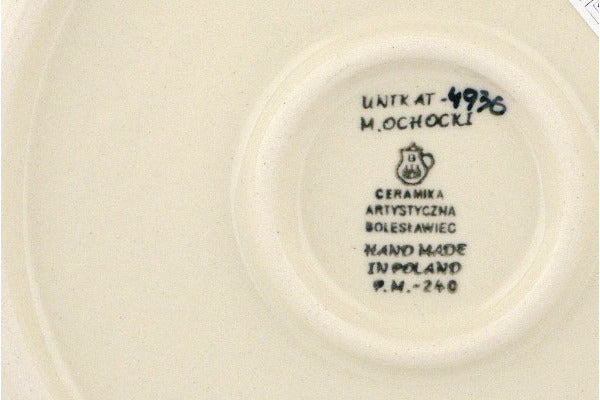 UNIKAT -4936
M. OCHOCKI
CERAMIKA
ARTYSTYCZNA
BOLESŁAWIEC
HAND MADE
IN POLAND
P.M.-240